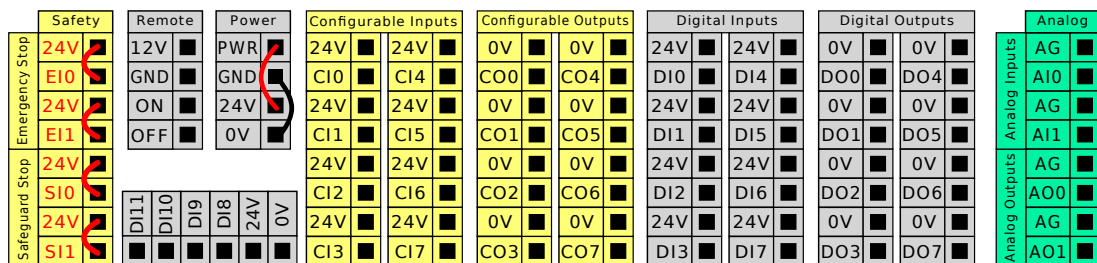 Safety
Emergency Stop
24V
EI0
24V
EI1
Safeguard Stop
24V
SI0
24V
SI1
Remote
12V
GND
ON
OFF
Power
PWR
GND
24V
0V
DI11
DI10
DI9
DI8
24V
0V
Configurable Inputs
24V 24V
CI0 CI4
24V 24V
CI1 CI5
24V 24V
CI2 CI6
24V 24V
CI3 CI7
Configurable Outputs
0V 0V
CO0 CO4
0V 0V
CO1 CO5
0V 0V
CO2 CO6
0V 0V
CO3 CO7
Digital Inputs
24V 24V
DI0 DI4
24V 24V
DI1 DI5
24V 24V
DI2 DI6
24V 24V
DI3 DI7
Digital Outputs
0V 0V
DO0 DO4
0V 0V
DO1 DO5
0V 0V
DO2 DO6
0V 0V
DO3 DO7
Analog
Analog Inputs
AG
AI0
AG
AI1
Analog Outputs
AG
AO0
AG
AO1